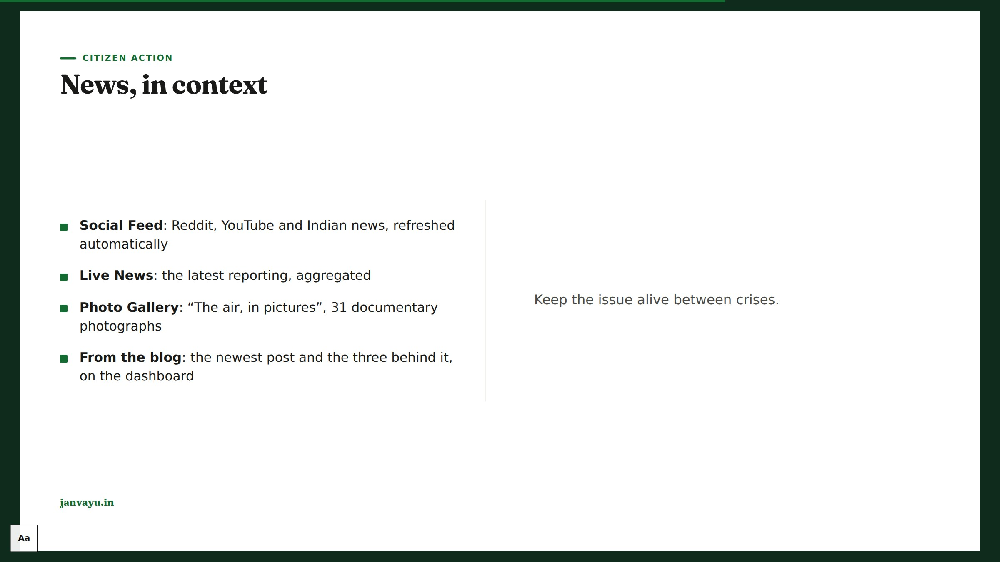 CITIZEN ACTION
News, in context
Social Feed: Reddit, YouTube and Indian news, refreshed
automatically
Live News: the latest reporting, aggregated
Photo Gallery: “The air, in pictures”, 31 documentary
photographs
From the blog: the newest post and the three behind it,
on the dashboard
Keep the issue alive between crises.
janvayu.in
Aa